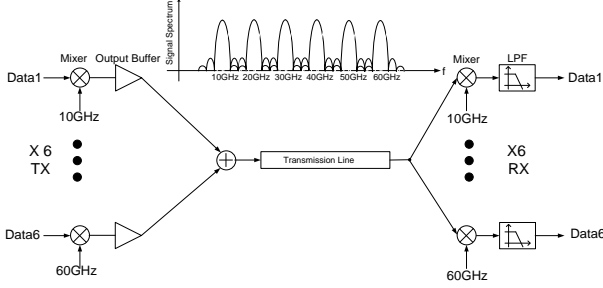 Signal Spectrum
10GHz 20GHz 30GHz 40GHz 50GHz 60GHz
f
Mixer Output Buffer
Data1
10GHz
X 6
TX
Data6
60GHz
Transmission Line
Mixer LPF
Data1
10GHz
X6
RX
Data6
60GHz